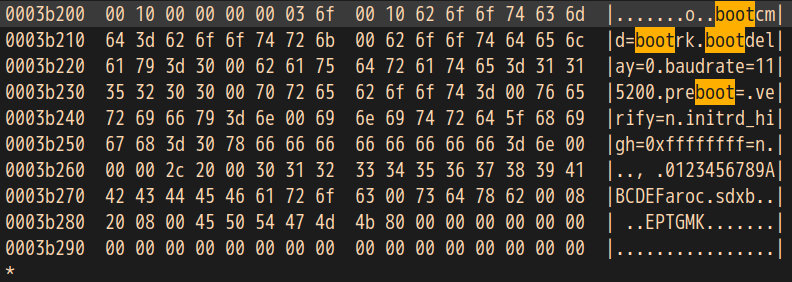 0003b200  00 10 00 00 00 00 03 6f  00 10 62 6f 6f 74 63 6d  |.......o..bootcm|
0003b210  64 3d 62 6f 6f 74 72 6b  00 62 6f 6f 74 64 65 6c  |d=bootrk.bootdel|
0003b220  61 79 3d 30 00 62 61 75  64 72 61 74 65 3d 31 31  |ay=0.baudrate=11|
0003b230  35 32 30 30 00 70 72 65  62 6f 6f 74 3d 00 76 65  |5200.preboot=.ve|
0003b240  72 69 66 79 3d 6e 00 69  6e 69 74 72 64 5f 68 69  |rify=n.initrd_hi|
0003b250  67 68 3d 30 78 66 66 66  66 66 66 66 66 3d 6e 00  |gh=0xffffffff=n.|
0003b260  00 00 2c 20 00 30 31 32  33 34 35 36 37 38 39 41  |.., .0123456789A|
0003b270  42 43 44 45 46 61 72 6f  63 00 73 64 78 62 00 08  |BCDEFaroc.sdxb..|
0003b280  20 08 00 45 50 54 47 4d  4b 80 00 00 00 00 00 00  | ..EPTGMK.......|
0003b290  00 00 00 00 00 00 00 00  00 00 00 00 00 00 00 00  |................|
*